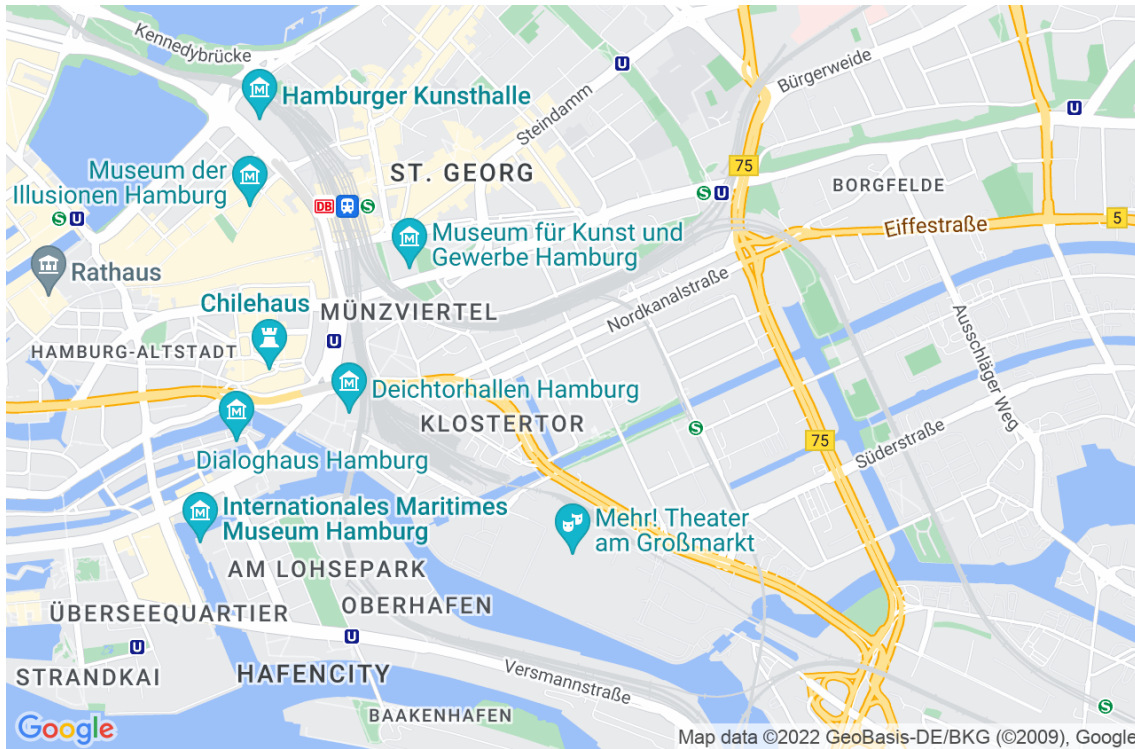 Kennedybrücke
Bürgerweide
U
U
Hamburger Kunsthalle
Steindamm
ST. GEORG
75
Museum der
Illusionen Hamburg
BORGFELDE
S U
DB S
S U
5
Eiffestraße
Museum für Kunst und
Gewerbe Hamburg
Rathaus
Chilehaus
MÜNZVIERTEL
Nordkanalstraße
U
HAMBURG-ALTSTADT
Ausschläger Weg
Deichtorhallen Hamburg
KLOSTERTOR
S
75
Süderstraße
Dialoghaus Hamburg
Internationales Maritimes
Museum Hamburg
Mehr! Theater
am Großmarkt
AM LOHSEPARK
OBERHAFEN
ÜBERSEEQUARTIER
U
U
STRANDKAI
HAFENCITY
Versmannstraße
BAAKENHAFEN
S
Google
Map data ©2022 GeoBasis-DE/BKG (©2009), Google